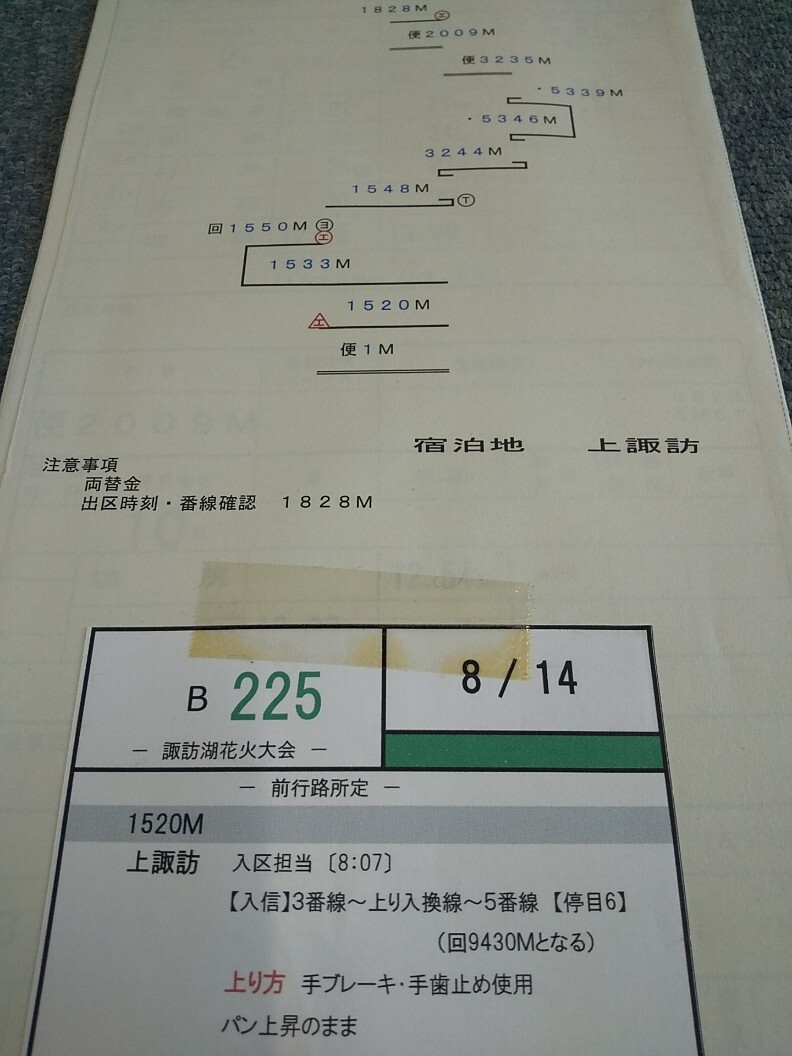 1828M エ
便2009M
便3235M
・5339M
・5346M
3244M
1548M T
回1550M ヨ
エ
1533M
1520M
エ
便1M
宿泊地 上諏訪
注意事項
両替金
出区時刻・番線確認 1828M
B 225
8/14
― 諏訪湖花火大会 ―
― 前行路所定 ―
1520M
上諏訪 入区担当〔8:07〕
【入信】3番線～上り入換線～5番線【停目6】
（回9430Mとなる）
上り方 手ブレーキ・手歯止め使用
パン上昇のまま